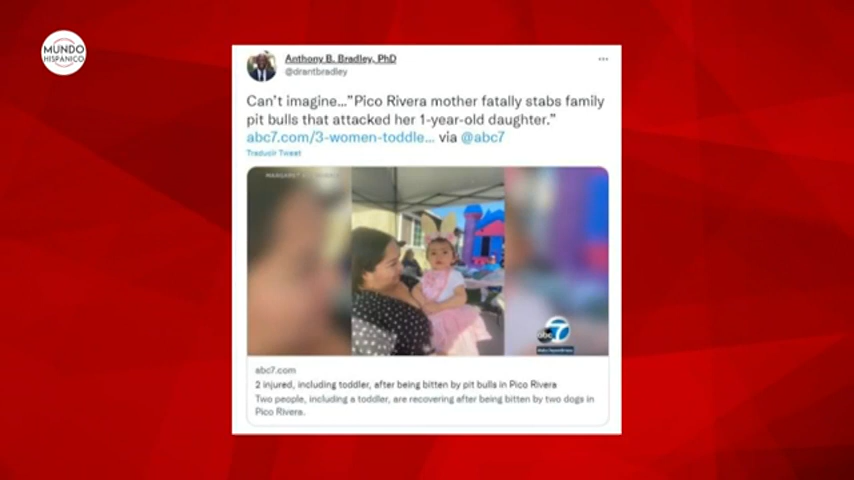 MUNDO
HISPÁNICO
Anthony B. Bradley, PhD
@drantbradley
Can't imagine..."Pico Rivera mother fatally stabs family
pit bulls that attacked her 1-year-old daughter."
abc7.com/3-women-toddle... via @abc7
Traducir Tweet
abc 7
abc7.com
2 injured, including toddler, after being bitten by pit bulls in Pico Rivera
Two people, including a toddler, are recovering after being bitten by two dogs in
Pico Rivera.